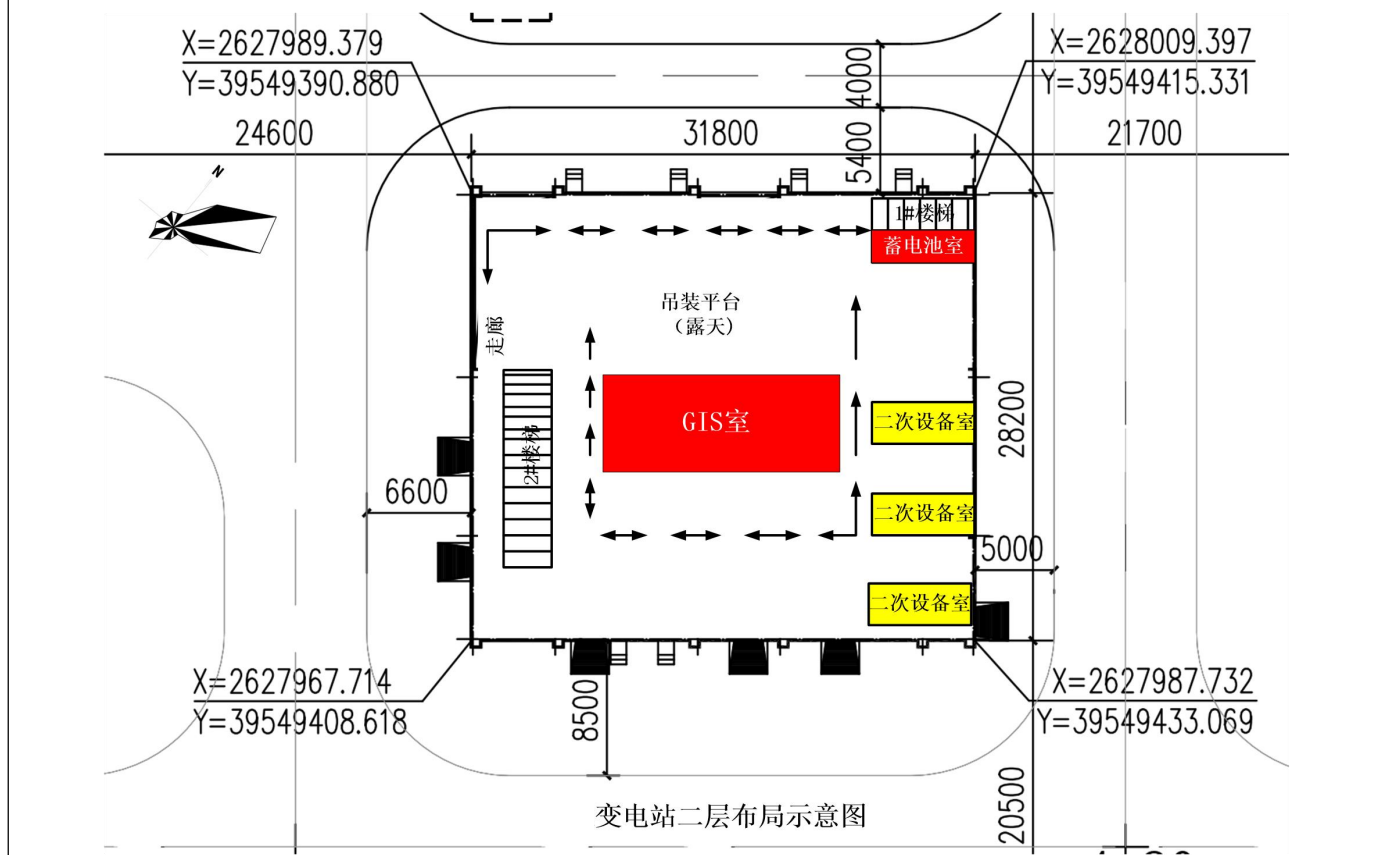 X=2627989.379
Y=39549390.880
X=2628009.397
Y=39549415.331
4000
24600
31800
5400
21700
N
1#楼梯
蓄电池室
吊装平台
（露天）
走廊
GIS室
二次设备室
28200
2#楼梯
6600
二次设备室
5000
二次设备室
X=2627967.714
Y=39549408.618
X=2627987.732
Y=39549433.069
8500
20500
变电站二层布局示意图